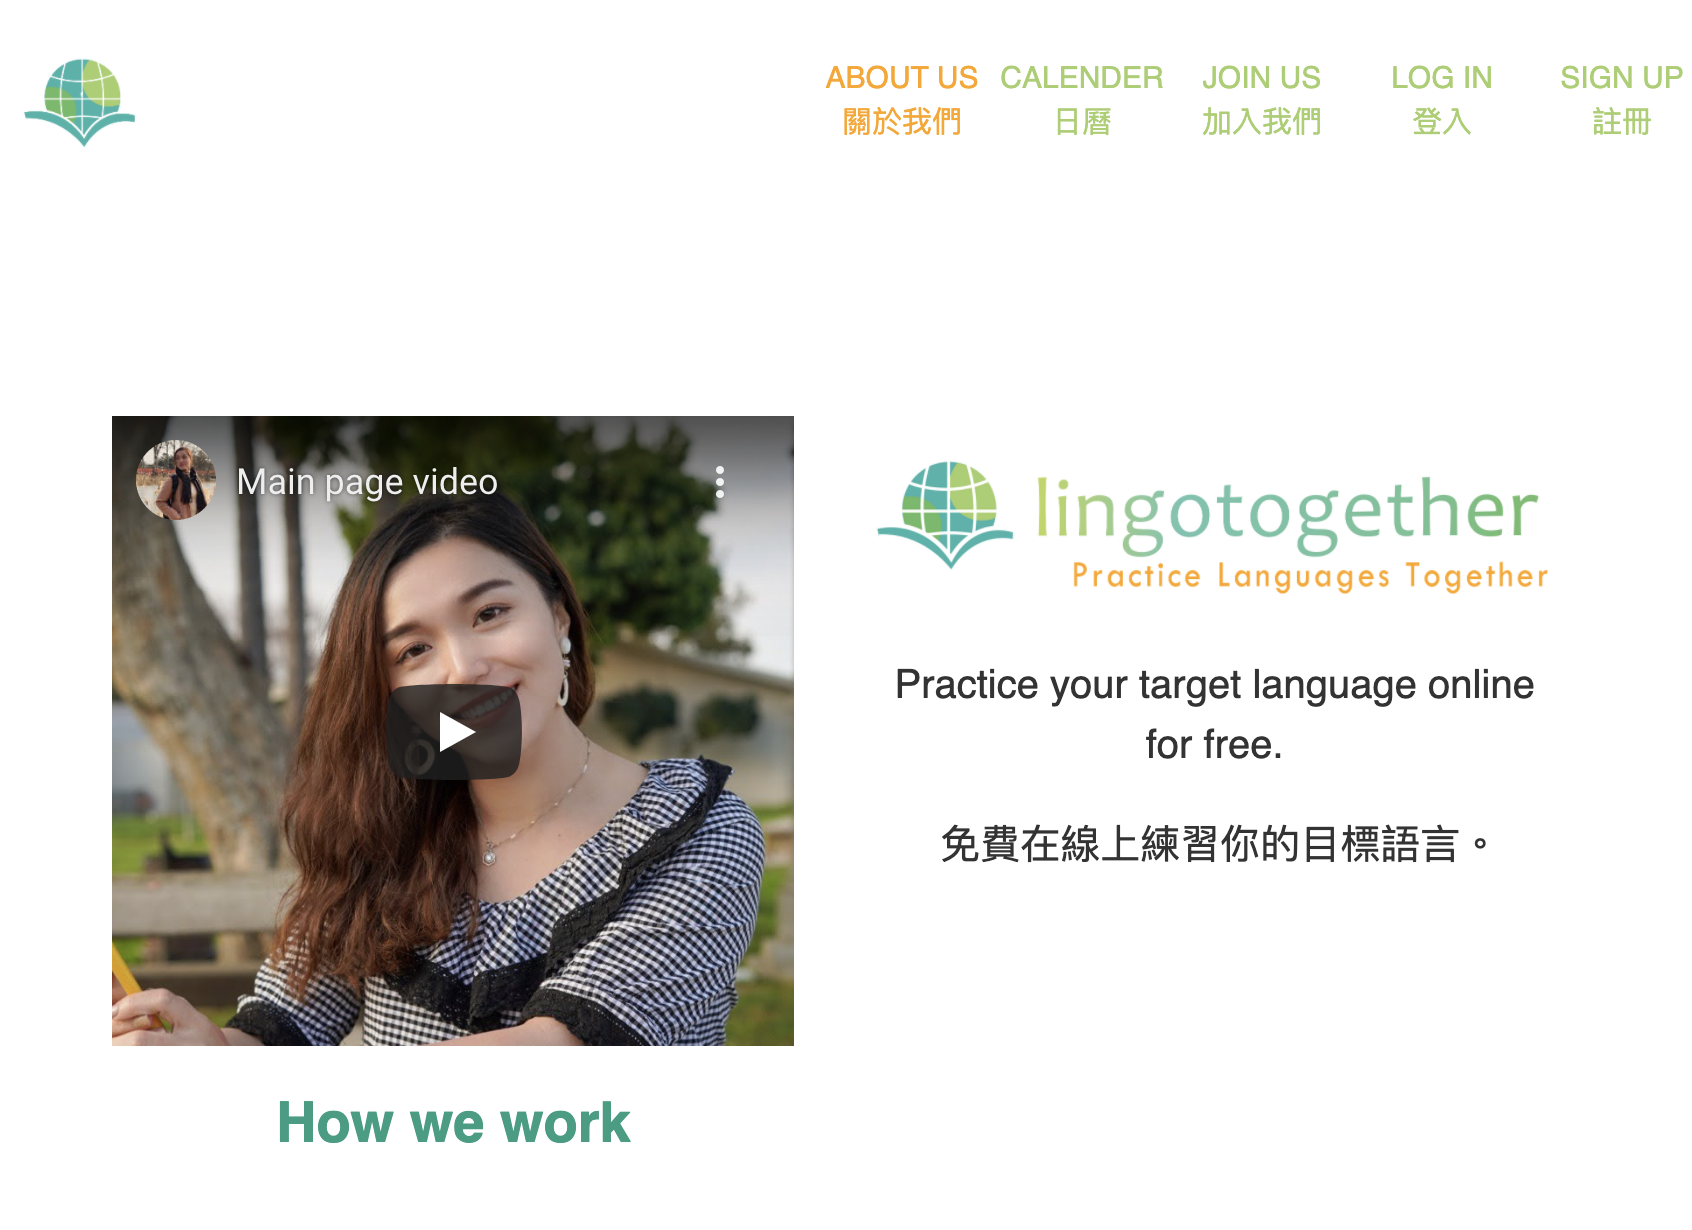 ABOUT US
關於我們
CALENDER
日曆
JOIN US
加入我們
LOG IN
登入
SIGN UP
註冊
Main page video
lingotogether
Practice Languages Together
Practice your target language online
for free.
免費在線上練習你的目標語言。
How we work